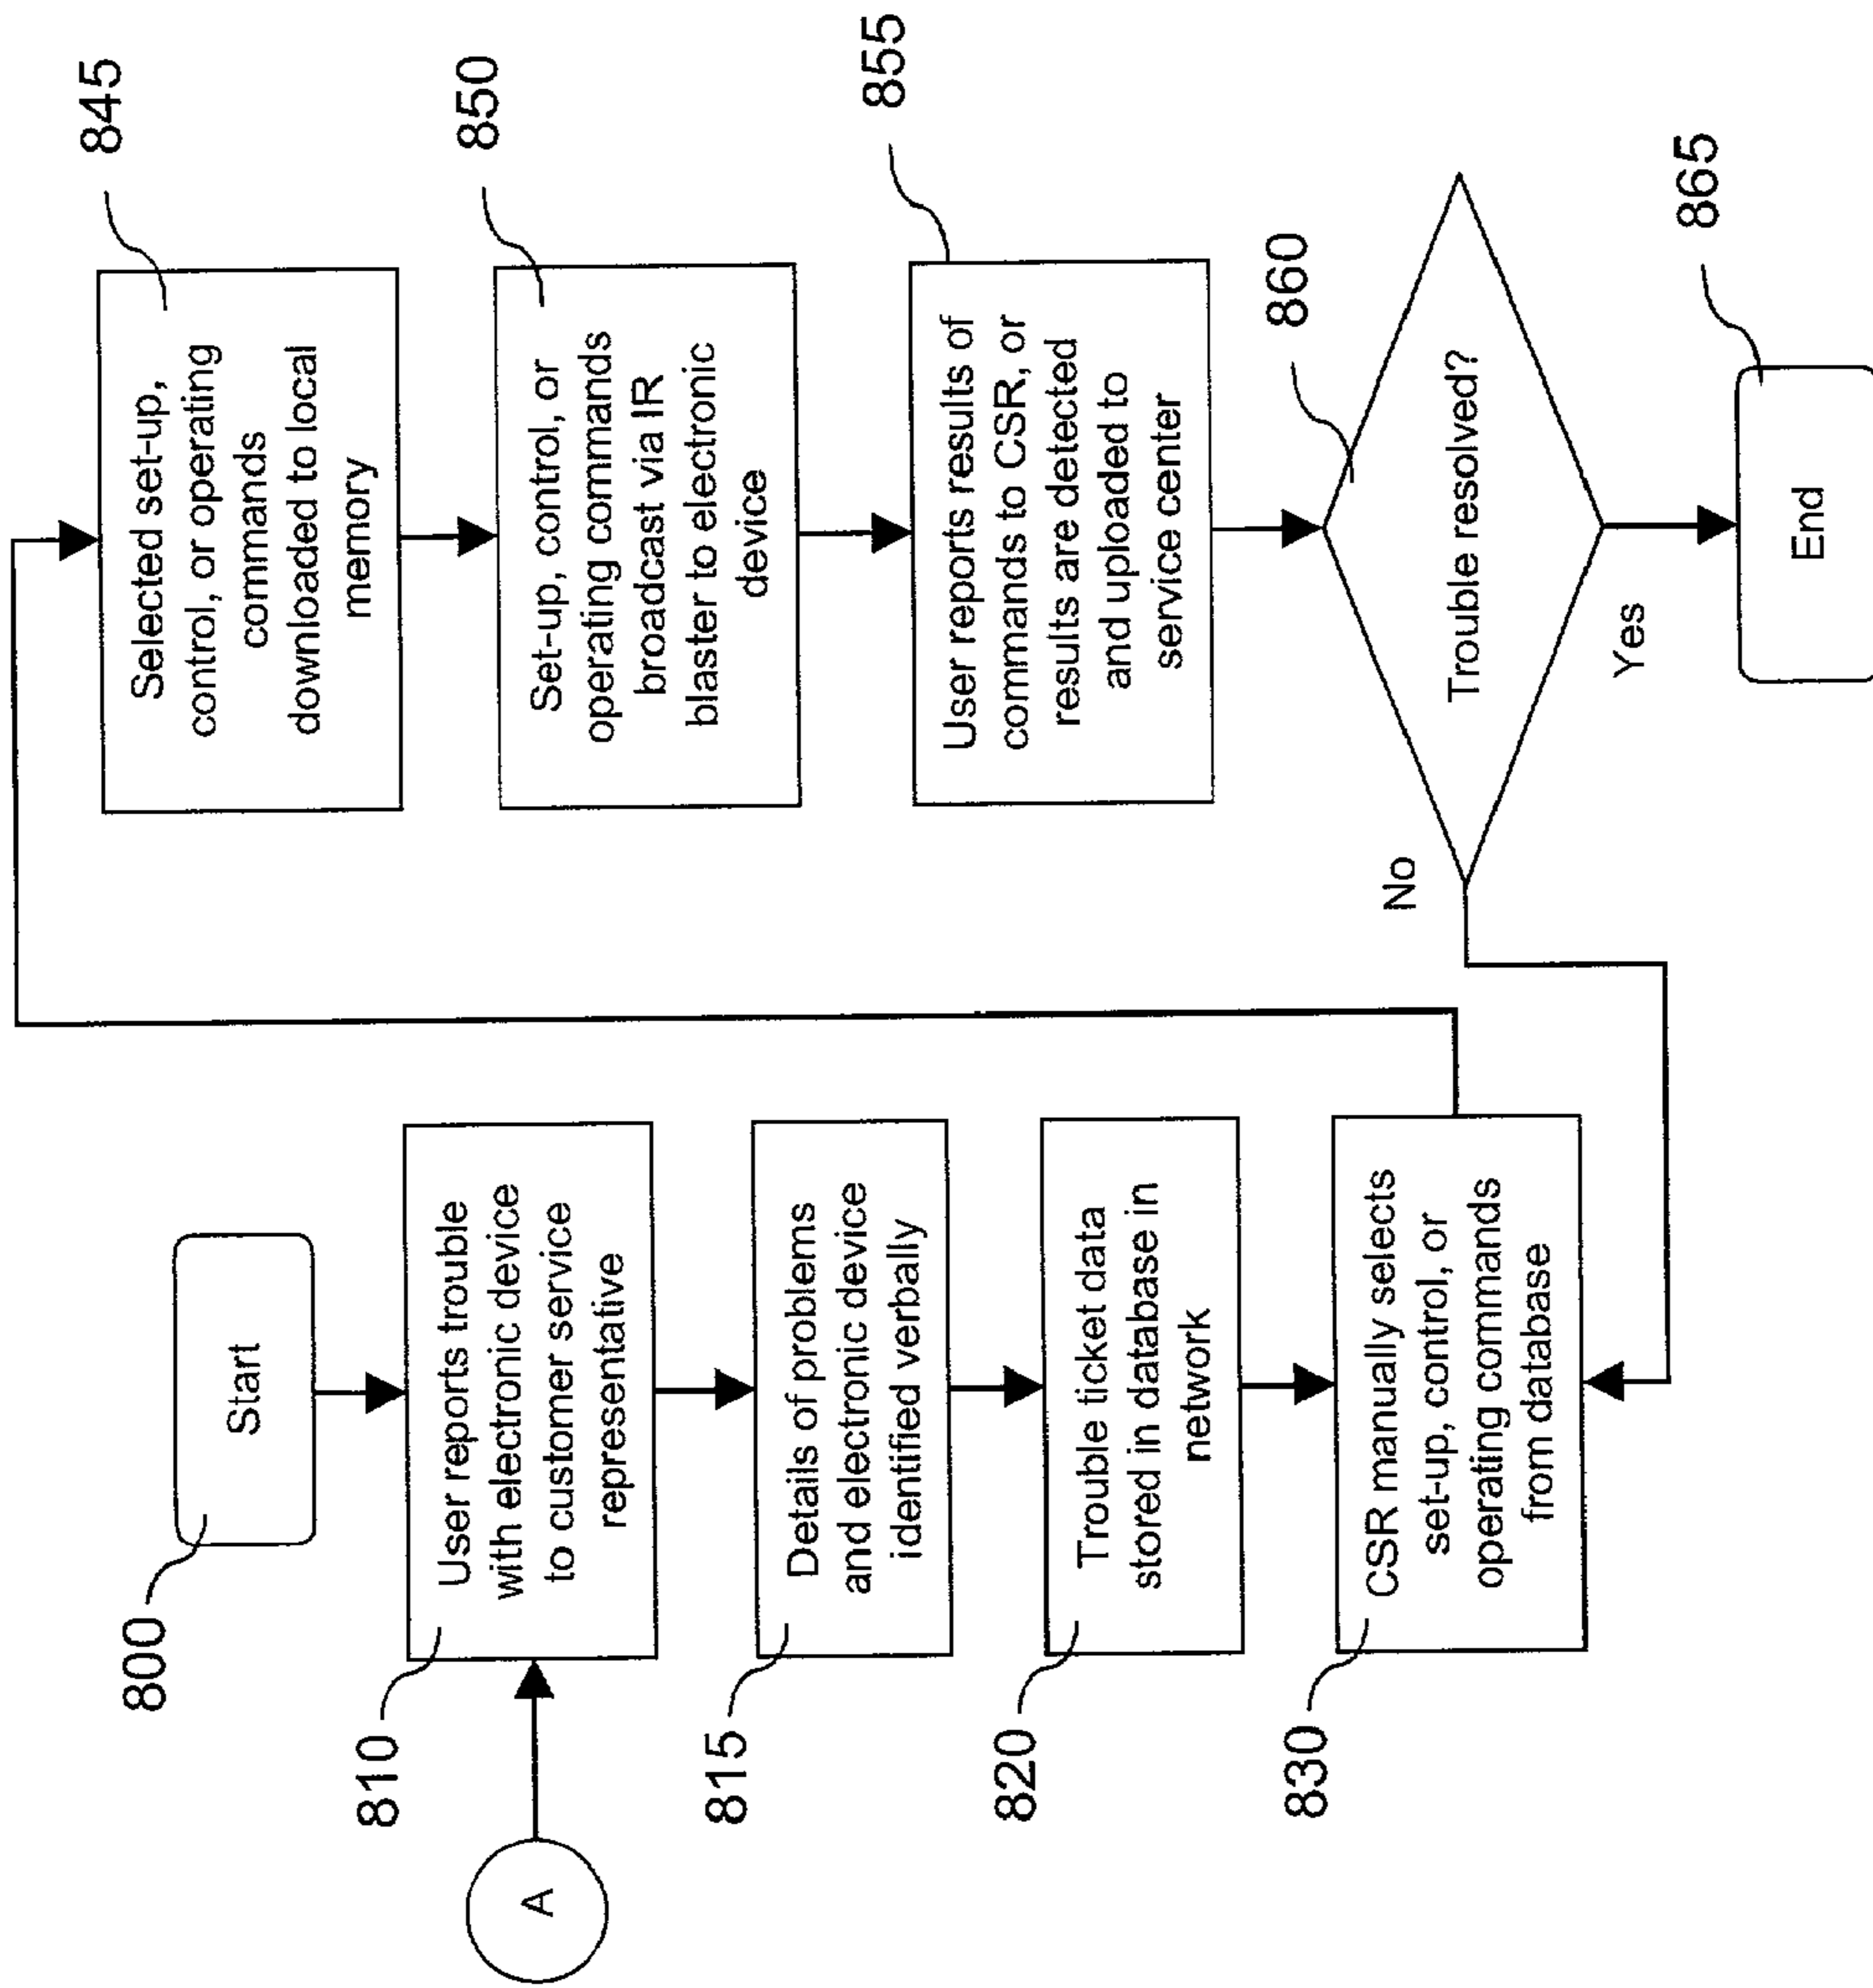 800
Start
A
810
User reports trouble
with electronic device
to customer service
representative
815
Details of problems
and electronic device
identified verbally
820
Trouble ticket data
stored in database in
network
830
CSR manually selects
set-up, control, or
operating commands
from database
845
Selected set-up,
control, or operating
commands
downloaded to local
memory
850
Set-up, control, or
operating commands
broadcast via IR
blaster to electronic
device
855
User reports results of
commands to CSR, or
results are detected
and uploaded to
service center
860
Trouble resolved?
No
Yes
865
End